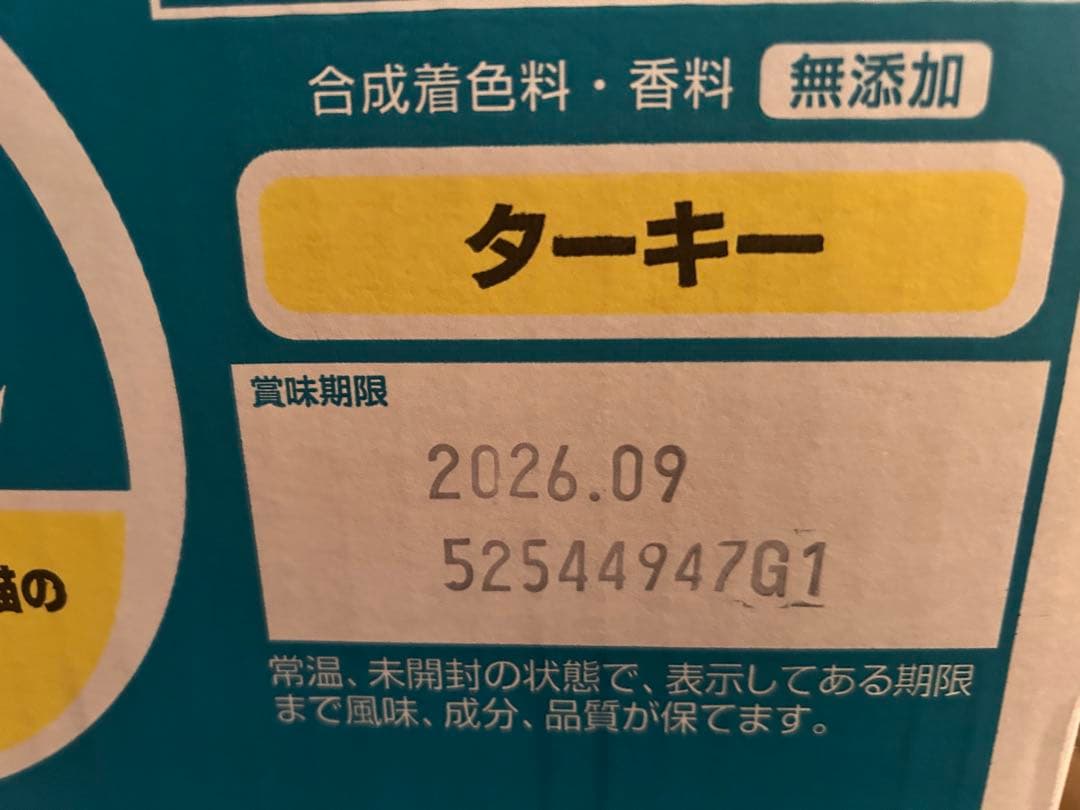 合成着色料・香料 無添加
ターキー
賞味期限
2026.09
52544947G1
の
常温、未開封の状態で、表示してある期限
まで風味、成分、品質が保てます。